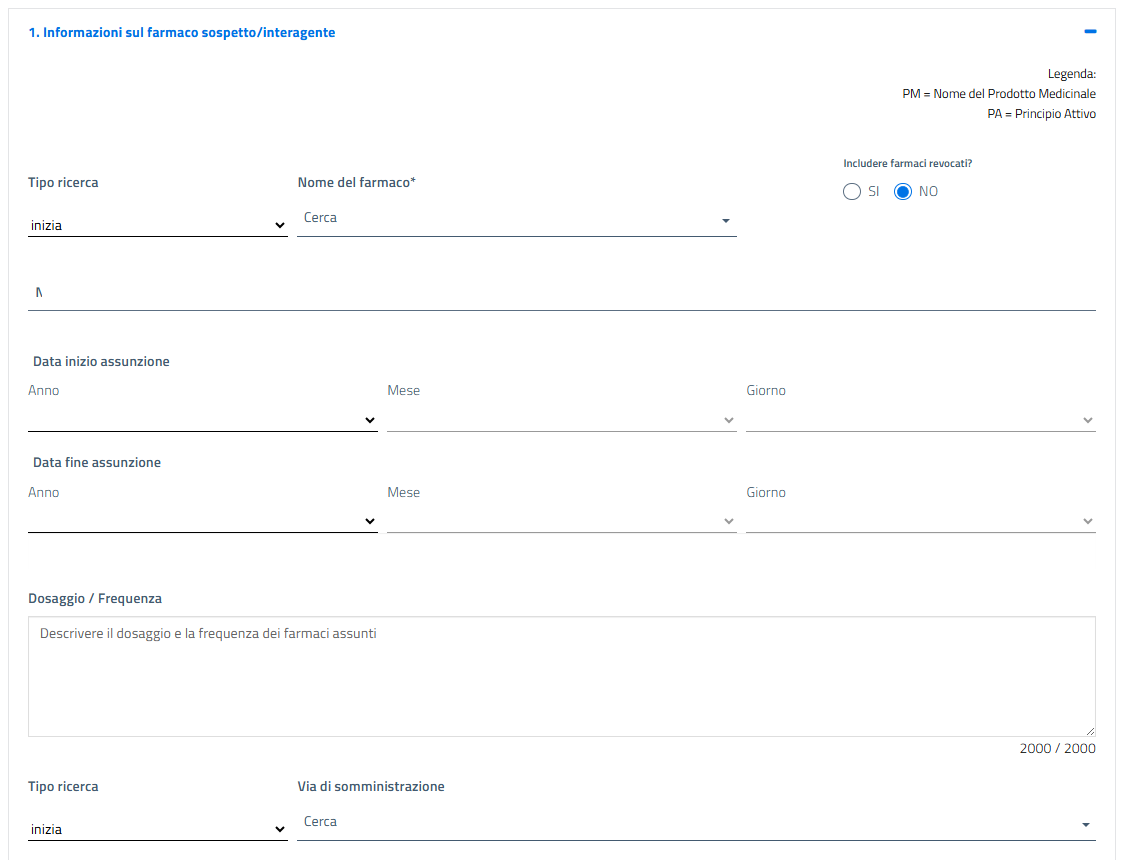 1. Informazioni sul farmaco sospetto/interagente
Legenda:
PM = Nome del Prodotto Medicinale
PA = Principio Attivo
Includere farmaci revocati?
Tipo ricerca Nome del farmaco*
SI NO
inizia Cerca
Data inizio assunzione
Anno Mese Giorno
Data fine assunzione
Anno Mese Giorno
Dosaggio / Frequenza
Descrivere il dosaggio e la frequenza dei farmaci assunti
2000 / 2000
Tipo ricerca Via di somministrazione
inizia Cerca